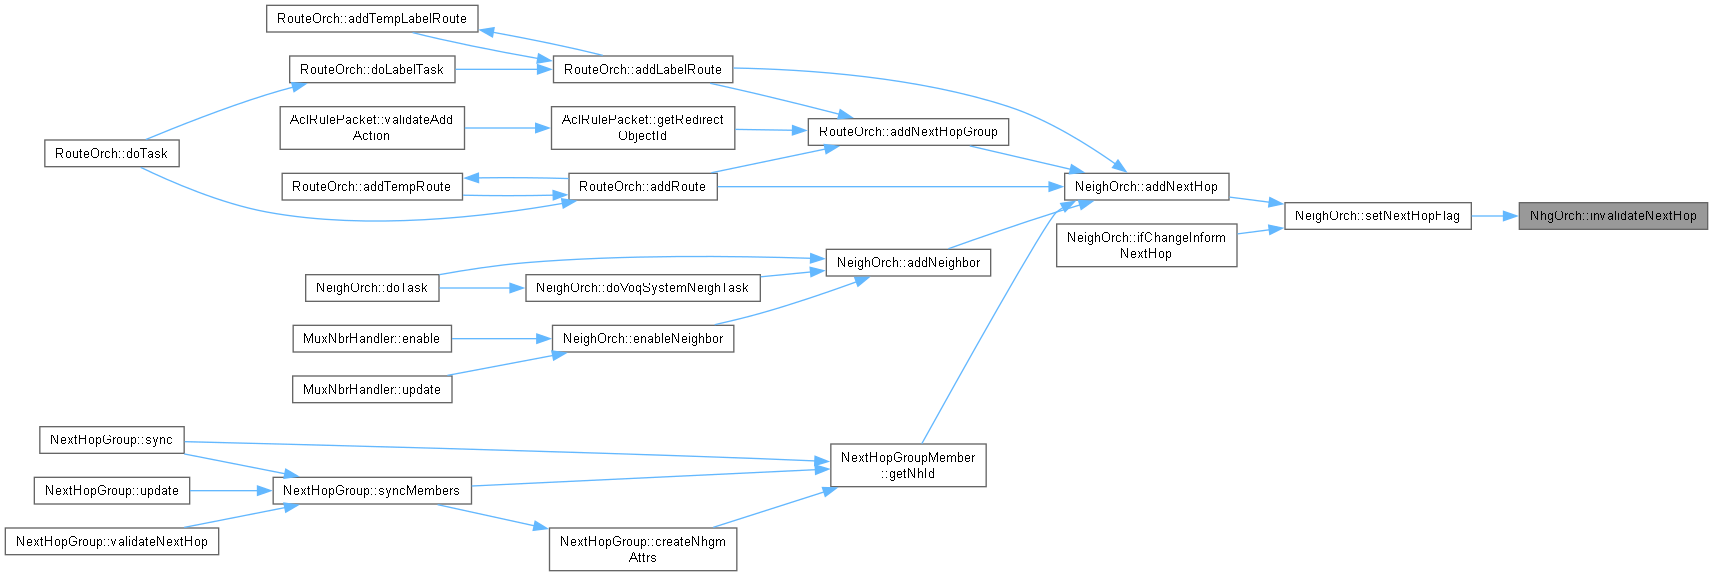 RouteOrch::addTempLabelRoute
RouteOrch::doLabelTask
RouteOrch::addLabelRoute
AclRulePacket::validateAdd
Action
AclRulePacket::getRedirect
ObjectId
RouteOrch::addNextHopGroup
RouteOrch::doTask
RouteOrch::addTempRoute
RouteOrch::addRoute
NeighOrch::addNextHop
NeighOrch::setNextHopFlag
NhgOrch::invalidateNextHop
NeighOrch::ifChangeInform
NextHop
NeighOrch::addNeighbor
NeighOrch::doTask
NeighOrch::doVoqSystemNeighTask
MuxNbrHandler::enable
NeighOrch::enableNeighbor
MuxNbrHandler::update
NextHopGroup::sync
NextHopGroupMember
::getNhId
NextHopGroup::update
NextHopGroup::syncMembers
NextHopGroup::validateNextHop
NextHopGroup::createNhgm
Attrs